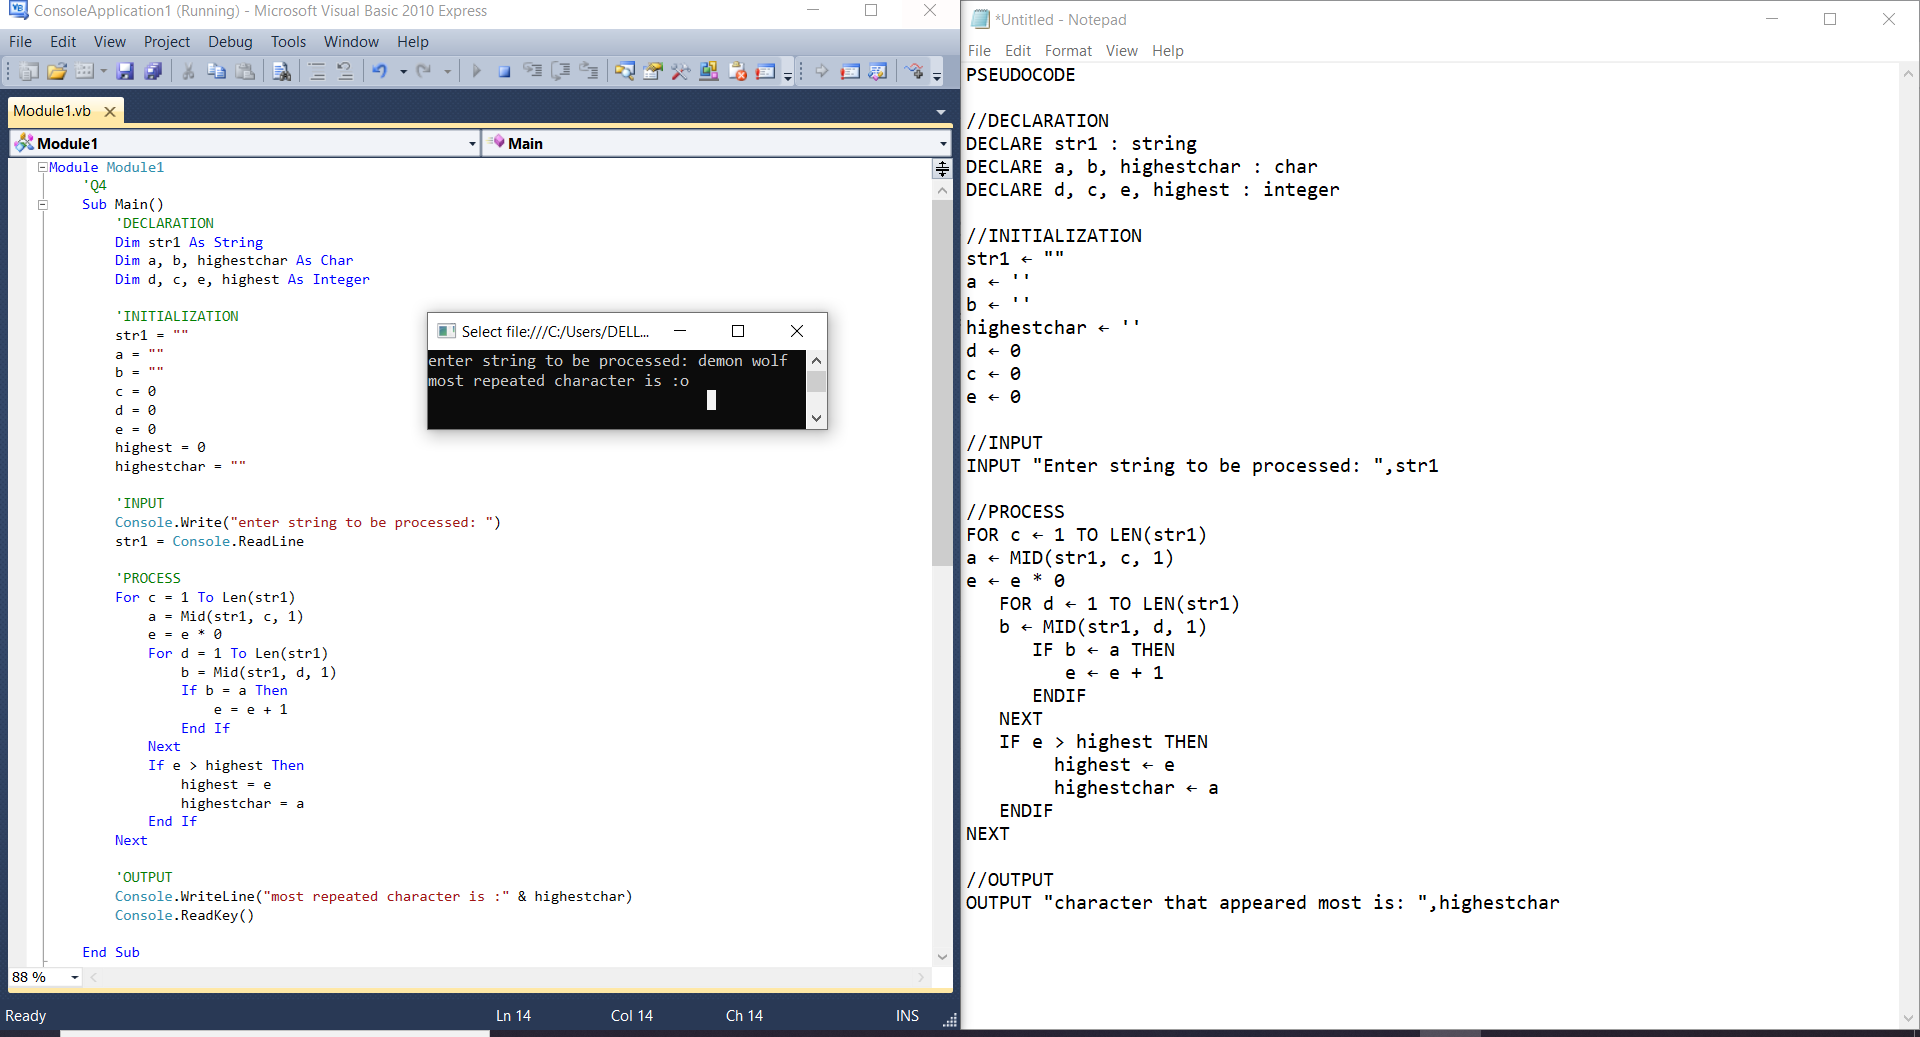 ConsoleApplication1 (Running) - Microsoft Visual Basic 2010 Express
File Edit View Project Debug Tools Window Help
Module1.vb
Module1
Main
Module Module1
'Q4
Sub Main()
'DECLARATION
Dim str1 As String
Dim a, b, highestchar As Char
Dim d, c, e, highest As Integer
'INITIALIZATION
str1 = ""
a = ""
b = ""
c = 0
d = 0
e = 0
highest = 0
highestchar = ""
'INPUT
Console.Write("enter string to be processed: ")
str1 = Console.ReadLine
'PROCESS
For c = 1 To Len(str1)
a = Mid(str1, c, 1)
e = e * 0
For d = 1 To Len(str1)
b = Mid(str1, d, 1)
If b = a Then
e = e + 1
End If
Next
If e > highest Then
highest = e
highestchar = a
End If
Next
'OUTPUT
Console.WriteLine("most repeated character is :" & highestchar)
Console.ReadKey()
End Sub
88 %
Ready
Ln 14
Col 14
Ch 14
INS
Select file:///C:/Users/DELL...
enter string to be processed: demon wolf
most repeated character is :o
*Untitled - Notepad
File Edit Format View Help
PSEUDOCODE
//DECLARATION
DECLARE str1 : string
DECLARE a, b, highestchar : char
DECLARE d, c, e, highest : integer
//INITIALIZATION
str1 ← ""
a ← ''
b ← ''
highestchar ← ''
d ← 0
c ← 0
e ← 0
//INPUT
INPUT "Enter string to be processed: ",str1
//PROCESS
FOR c ← 1 TO LEN(str1)
a ← MID(str1, c, 1)
e ← e * 0
FOR d ← 1 TO LEN(str1)
b ← MID(str1, d, 1)
IF b ← a THEN
e ← e + 1
ENDIF
NEXT
IF e > highest THEN
highest ← e
highestchar ← a
ENDIF
NEXT
//OUTPUT
OUTPUT "character that appeared most is: ",highestchar